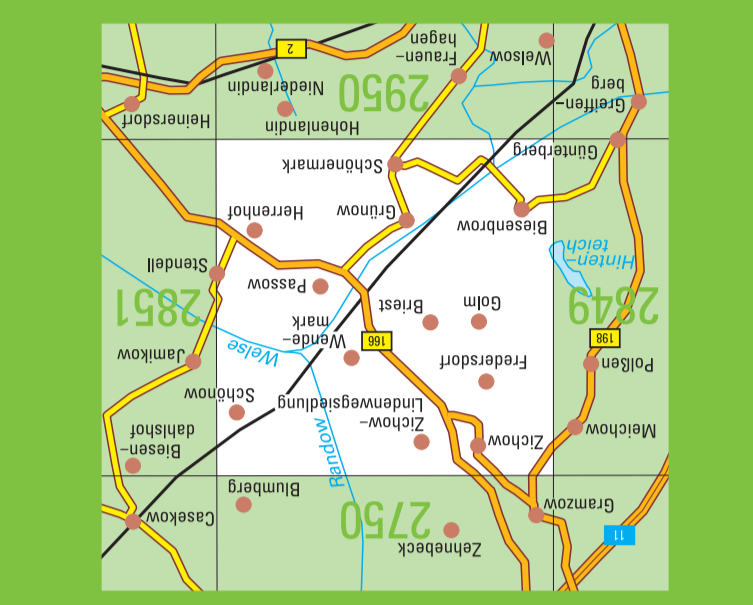 Zehnebeck
2750
Blumberg
Casekow
11
Gramzow
Randow
Biesen-
dahlshof
Meichow
Zichow
Zichow-
Lindenwegsiedlung
Schönow
Polßen
Fredersdorf
Wende-
mark
Welse
Jamikow
198
166
2849
Golm
Briest
Passow
2851
Stendell
Hinten-
teich
Biesenbrow
Grünow
Herrenhof
Günterberg
Schönermark
Hohenlandin
Heinersdorf
Greiffen-
berg
2950
Niederlandin
Welsow
Frauen-
hagen
2